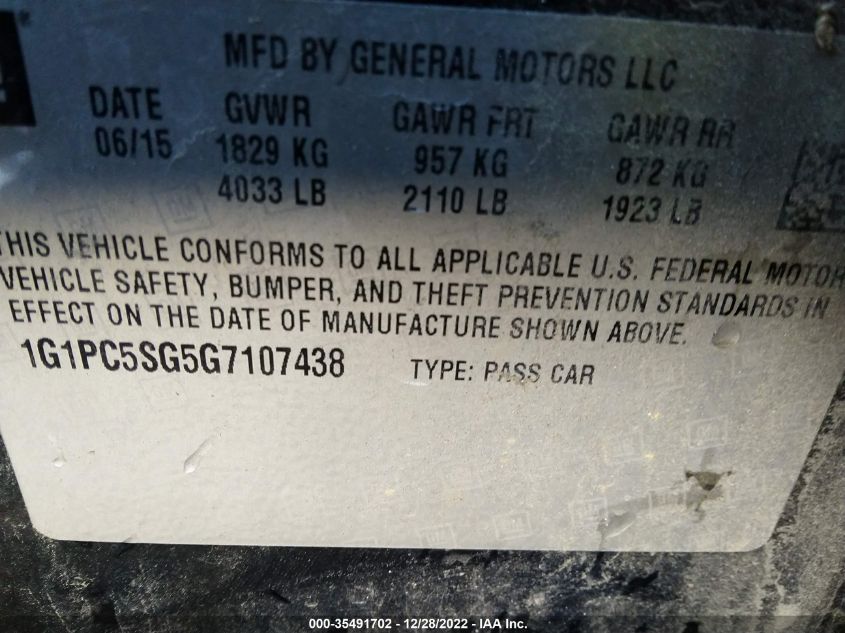 MFD BY GENERAL MOTORS LLC
DATE GVWR GAWR FRT GAWR RR
06/15 1829 KG 957 KG 872 KG
4033 LB 2110 LB 1923 LB
THIS VEHICLE CONFORMS TO ALL APPLICABLE U.S. FEDERAL MOTOR
VEHICLE SAFETY, BUMPER, AND THEFT PREVENTION STANDARDS IN
EFFECT ON THE DATE OF MANUFACTURE SHOWN ABOVE.
1G1PC5SG5G7107438 TYPE: PASS CAR
000-35491702 - 12/28/2022 - IAA Inc.